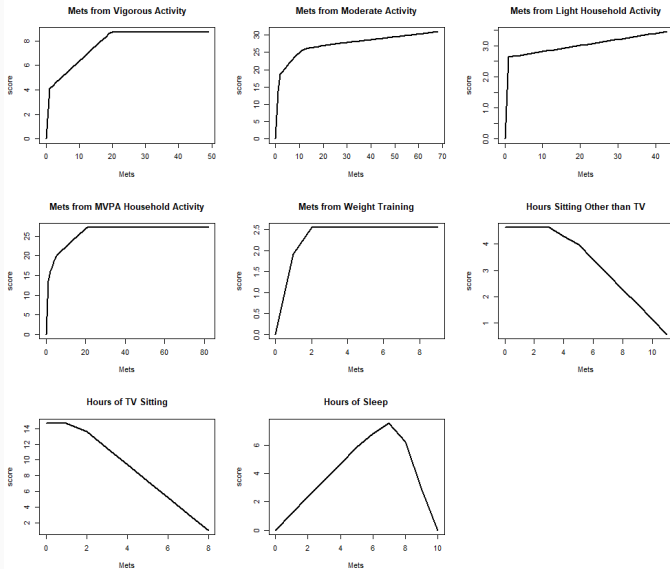 Mets from Vigorous Activity
score
0 2 4 6 8
0 10 20 30 40 50
Mets
Mets from Moderate Activity
score
0 5 10 15 20 25 30
0 10 20 30 40 50 60 70
Mets
Mets from Light Household Activity
score
0.0 1.0 2.0 3.0
0 10 20 30 40
Mets
Mets from MVPA Household Activity
score
0 5 10 15 20 25
0 20 40 60 80
Mets
Mets from Weight Training
score
0.0 0.5 1.0 1.5 2.0 2.5
0 2 4 6 8
Mets
Hours Sitting Other than TV
score
1 2 3 4
0 2 4 6 8 10
Mets
Hours of TV Sitting
score
2 4 6 8 10 12 14
0 2 4 6 8
Mets
Hours of Sleep
score
0 2 4 6
0 2 4 6 8 10
Mets